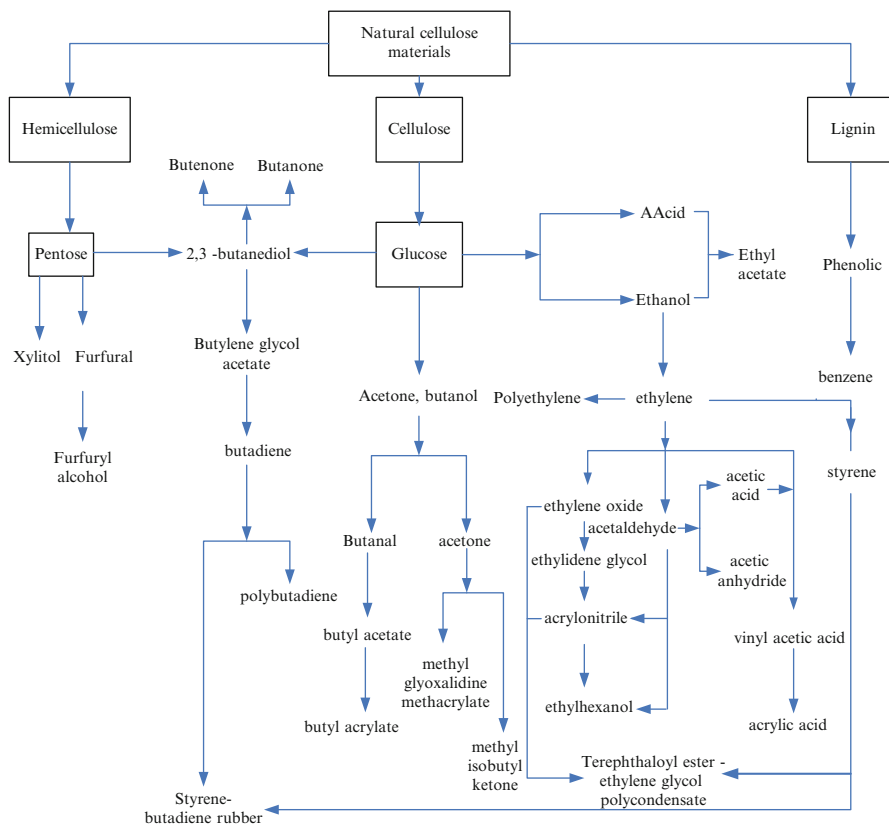 Natural cellulose
materials
Hemicellulose
Cellulose
Lignin
Butenone
Butanone
AAcid
Pentose
2,3 -butanediol
Glucose
Ethyl
acetate
Phenolic
Ethanol
Xylitol
Furfural
Butylene glycol
acetate
benzene
Acetone, butanol
Polyethylene
ethylene
Furfuryl
alcohol
butadiene
styrene
acetic
acid
ethylene oxide
acetaldehyde
Butanal
acetone
ethylidene glycol
acetic
anhydride
polybutadiene
acrylonitrile
butyl acetate
vinyl acetic acid
methyl
glyoxalidine
methacrylate
ethylhexanol
butyl acrylate
acrylic acid
methyl
isobutyl
ketone
Terephthaloyl ester -
ethylene glycol
polycondensate
Styrene-
butadiene rubber